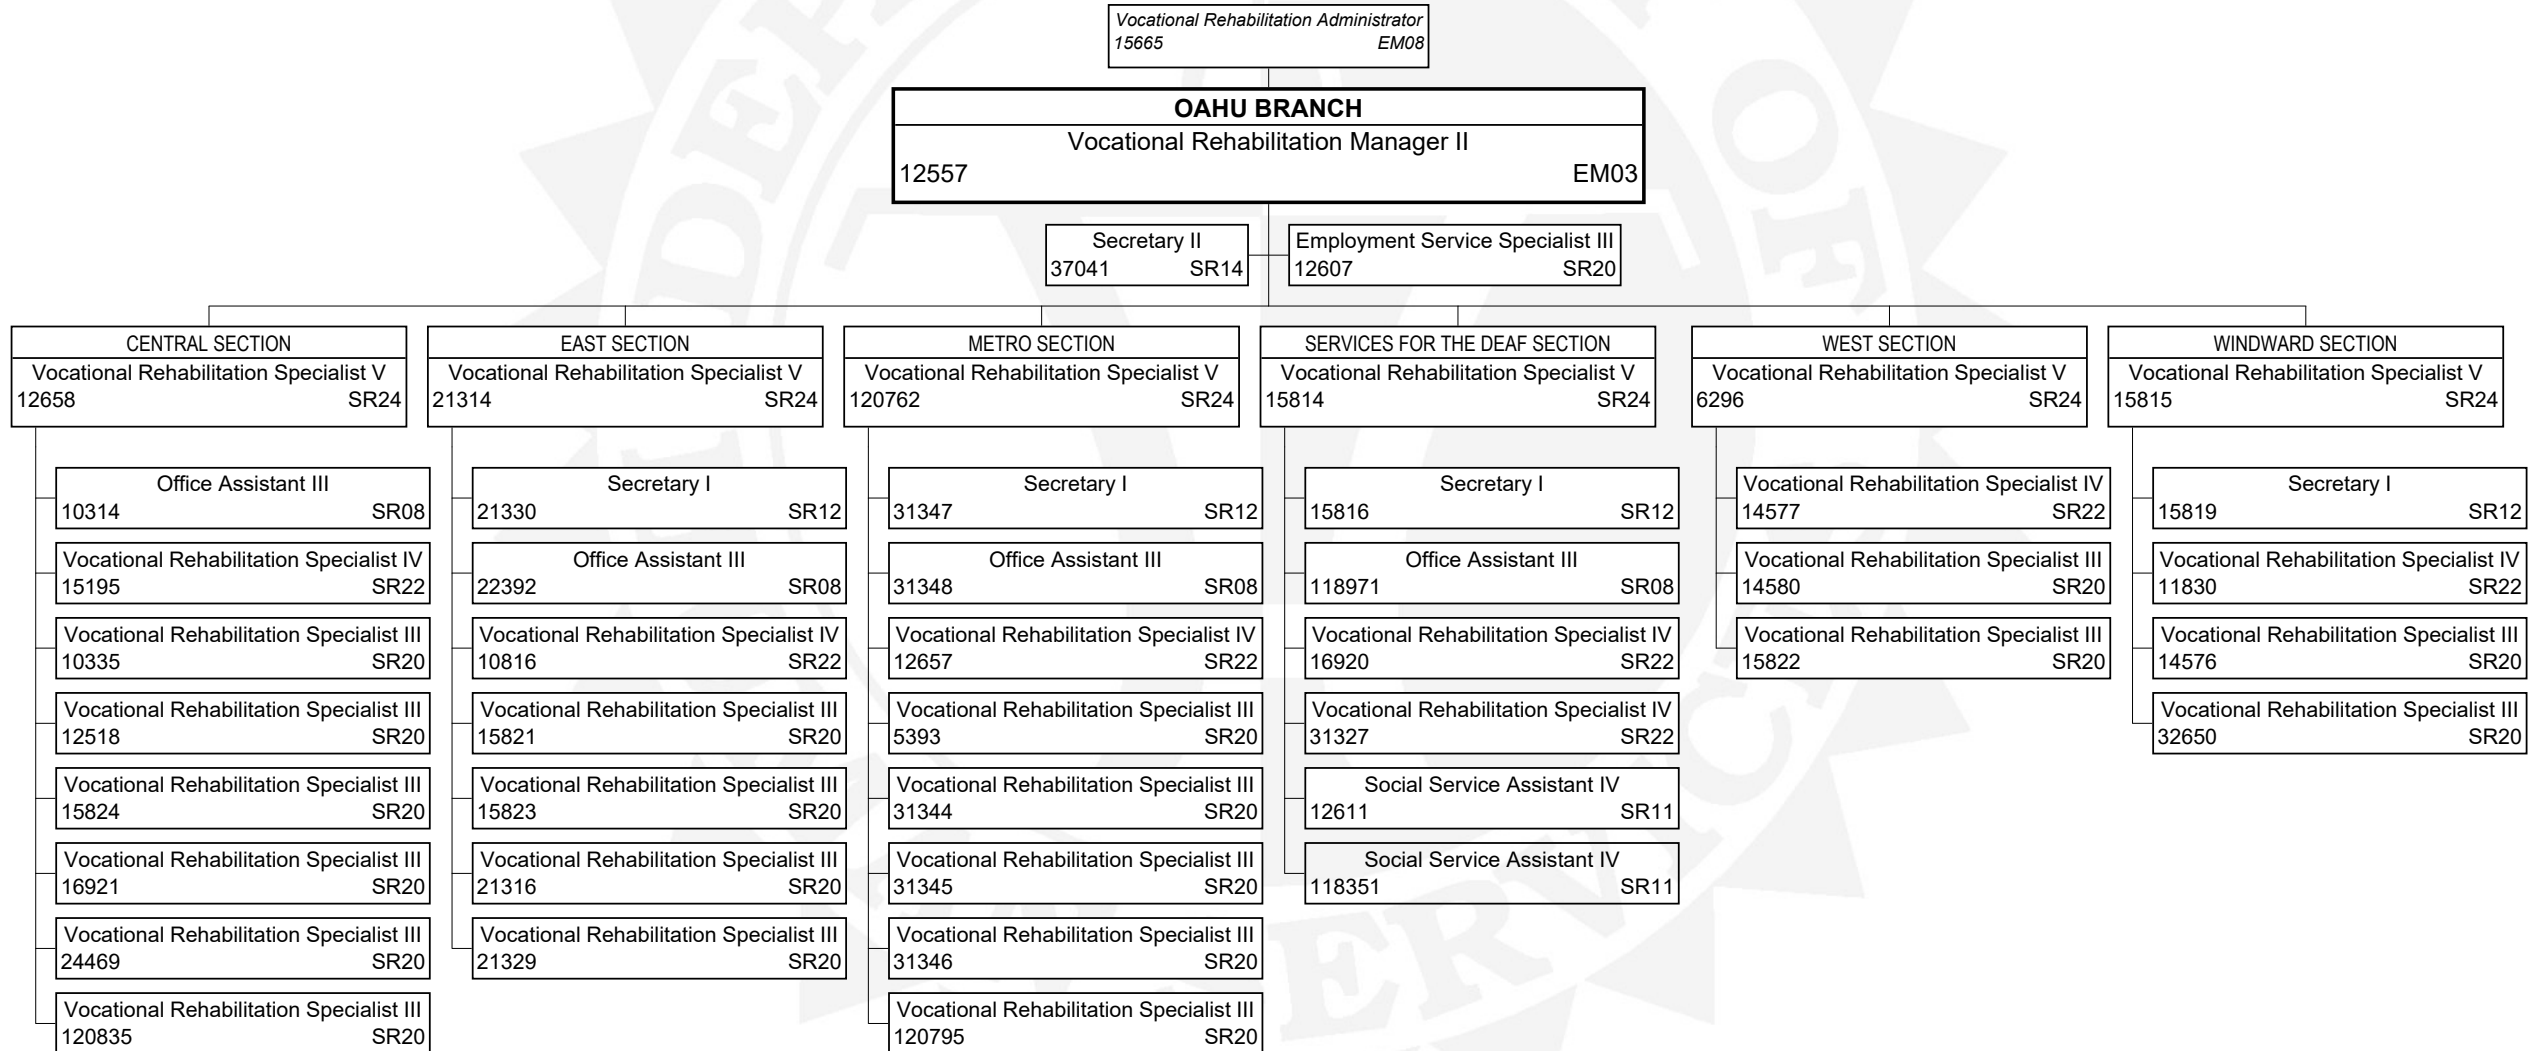 Vocational Rehabilitation Administrator
15665 EM08
OAHU BRANCH
Vocational Rehabilitation Manager II
12557 EM03
Secretary II
37041 SR14
Employment Service Specialist III
12607 SR20
CENTRAL SECTION
Vocational Rehabilitation Specialist V
12658 SR24
Office Assistant III
10314 SR08
Vocational Rehabilitation Specialist IV
15195 SR22
Vocational Rehabilitation Specialist III
10335 SR20
Vocational Rehabilitation Specialist III
12518 SR20
Vocational Rehabilitation Specialist III
15824 SR20
Vocational Rehabilitation Specialist III
16921 SR20
Vocational Rehabilitation Specialist III
24469 SR20
Vocational Rehabilitation Specialist III
120835 SR20
EAST SECTION
Vocational Rehabilitation Specialist V
21314 SR24
Secretary I
21330 SR12
Office Assistant III
22392 SR08
Vocational Rehabilitation Specialist IV
10816 SR22
Vocational Rehabilitation Specialist III
15821 SR20
Vocational Rehabilitation Specialist III
15823 SR20
Vocational Rehabilitation Specialist III
21316 SR20
Vocational Rehabilitation Specialist III
21329 SR20
METRO SECTION
Vocational Rehabilitation Specialist V
120762 SR24
Secretary I
31347 SR12
Office Assistant III
31348 SR08
Vocational Rehabilitation Specialist IV
12657 SR22
Vocational Rehabilitation Specialist III
5393 SR20
Vocational Rehabilitation Specialist III
31344 SR20
Vocational Rehabilitation Specialist III
31345 SR20
Vocational Rehabilitation Specialist III
31346 SR20
Vocational Rehabilitation Specialist III
120795 SR20
SERVICES FOR THE DEAF SECTION
Vocational Rehabilitation Specialist V
15814 SR24
Secretary I
15816 SR12
Office Assistant III
118971 SR08
Vocational Rehabilitation Specialist IV
16920 SR22
Vocational Rehabilitation Specialist IV
31327 SR22
Social Service Assistant IV
12611 SR11
Social Service Assistant IV
118351 SR11
WEST SECTION
Vocational Rehabilitation Specialist V
6296 SR24
Vocational Rehabilitation Specialist IV
14577 SR22
Vocational Rehabilitation Specialist III
14580 SR20
Vocational Rehabilitation Specialist III
15822 SR20
WINDWARD SECTION
Vocational Rehabilitation Specialist V
15815 SR24
Secretary I
15819 SR12
Vocational Rehabilitation Specialist IV
11830 SR22
Vocational Rehabilitation Specialist III
14576 SR20
Vocational Rehabilitation Specialist III
32650 SR20
OF